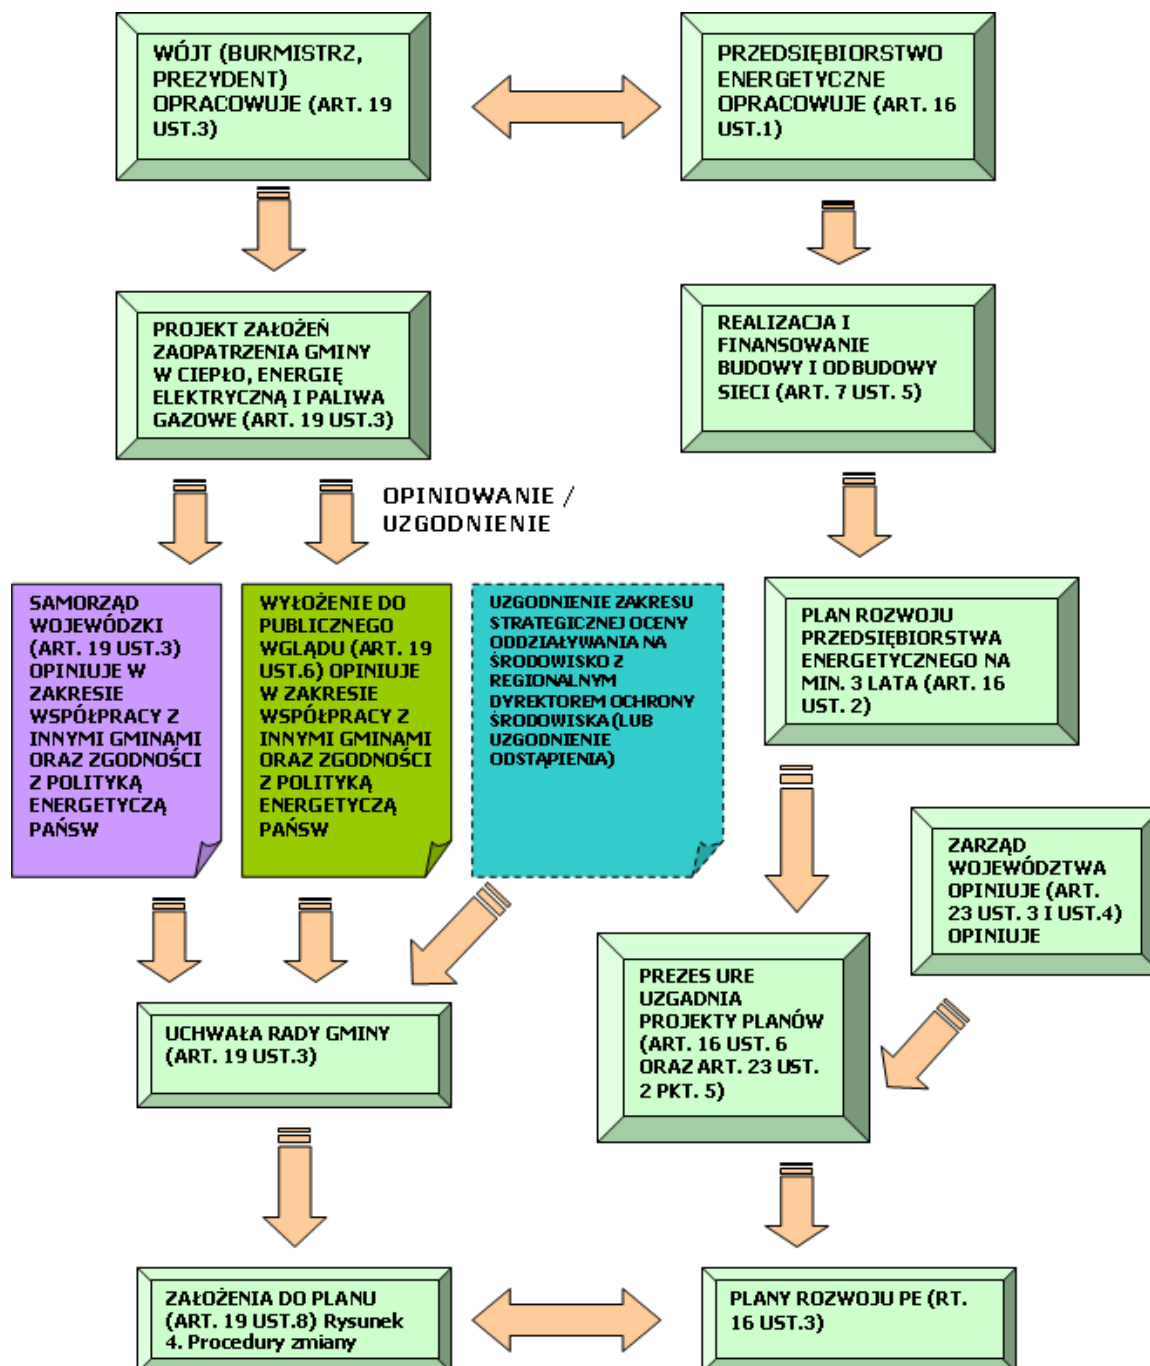 WÓJT (BURMISTRZ,
PREZYDENT)
OPRACOWUJE (ART. 19
UST.3)
PRZEDSIĘBIORSTWO
ENERGETYCZNE
OPRACOWUJE (ART. 16
UST.1)
PROJEKT ZAŁOŻEŃ
ZAOPATRZENIA GMINY
W CIEPŁO, ENERGIĘ
ELEKTRYCZNĄ I PALIWA
GAZOWE (ART. 19 UST.3)
REALIZACJA I
FINANSOWANIE
BUDOWY I ODBUDOWY
SIECI (ART. 7 UST. 5)
OPINIOWANIE /
UZGODNIENIE
SAMORZĄD
WOJEWÓDZKI
(ART. 19 UST.3)
OPINIUJE W
ZAKRESIE
WSPÓŁPRACY Z
INNYMI GMINAMI
ORAZ ZGODNOŚCI
Z POLITYKĄ
ENERGETYCZĄ
PAŃSW
WYŁOŻENIE DO
PUBLICZNEGO
WGLĄDU (ART. 19
UST.6) OPINIUJE
W ZAKRESIE
WSPÓŁPRACY Z
INNYMI GMINAMI
ORAZ ZGODNOŚCI
Z POLITYKĄ
ENERGETYCZĄ
PAŃSW
UZGODNIENIE ZAKRESU
STRATEGICZNEJ OCENY
ODDZIAŁYWANIA NA
ŚRODOWISKO Z
REGIONALNYM
DYREKTOREM OCHRONY
ŚRODOWISKA (LUB
UZGODNIENIE
ODSTĄPIENIA)
PLAN ROZWOJU
PRZEDSIĘBIORSTWA
ENERGETYCZNEGO NA
MIN. 3 LATA (ART. 16
UST. 2)
ZARZĄD
WOJEWÓDZTWA
OPINIUJE (ART.
23 UST. 3 I UST.4)
OPINIUJE
PREZES URE
UZGADNIA
PROJEKTY PLANÓW
(ART. 16 UST. 6
ORAZ ART. 23 UST.
2 PKT. 5)
UCHWAŁA RADY GMINY
(ART. 19 UST.3)
ZAŁOŻENIA DO PLANU
(ART. 19 UST.8) Rysunek
4. Procedury zmiany
PLANY ROZWOJU PE (RT.
16 UST.3)